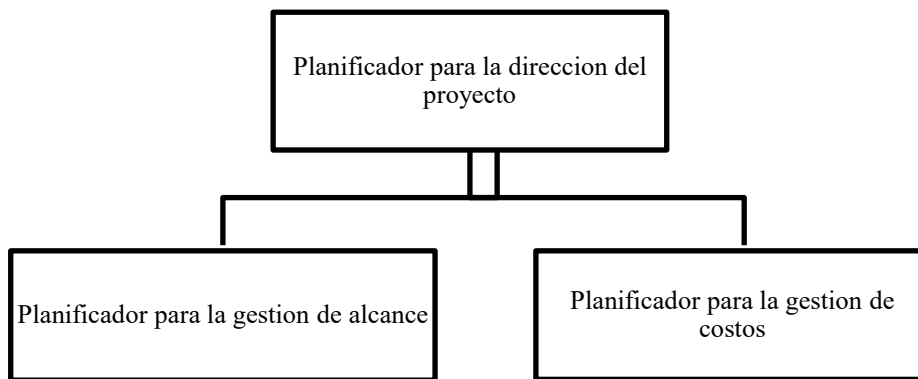 Planificador para la direccion del
proyecto
Planificador para la gestion de alcance
Planificador para la gestion de
costos